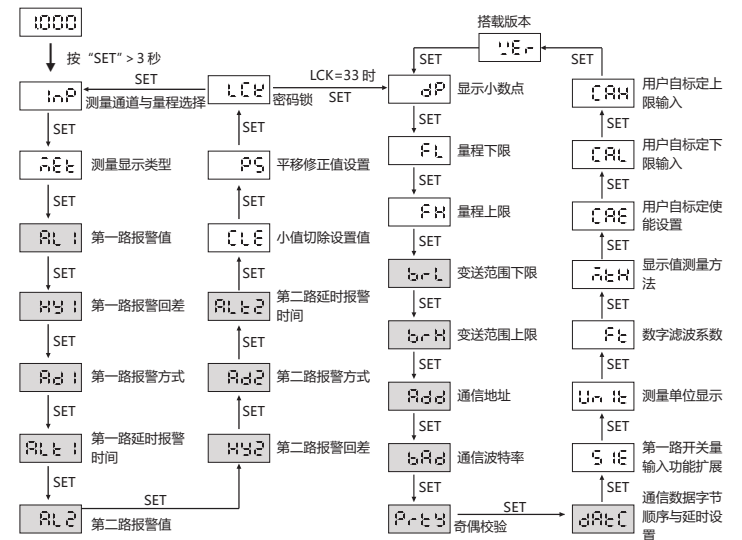 1000
按 “SET” > 3 秒
InP
测量通道与量程选择
SET
SET
AL1
第一路报警值
测量显示类型
SET
SET
HY1
第一路报警回差
SET
Ad1
第一路报警方式
SET
ALt1
第一路延时报警
时间
SET
AL2
第二路报警值
SET
HY2
第二路报警回差
SET
Ad2
第二路报警方式
SET
ALt2
第二路延时报警
时间
SET
CLE
小值切除设置值
SET
PS
平移修正值设置
SET
LCK
密码锁
LCK=33 时
SET
dP
显示小数点
SET
FL
量程下限
SET
FH
量程上限
SET
brL
变送范围下限
SET
brH
变送范围上限
SET
Add
通信地址
SET
bAd
通信波特率
SET
Prty
奇偶校验
SET
dAtC
通信数据字节
顺序与延时设
置
SET
S1E
第一路开关量
输入功能扩展
SET
UnIt
测量单位显示
SET
Ft
数字滤波系数
SET
显示值测量方
法
SET
CAE
用户自标定使
能设置
SET
CAL
用户自标定下
限输入
SET
CAH
用户自标定上
限输入
SET
搭载版本
VEr
SET